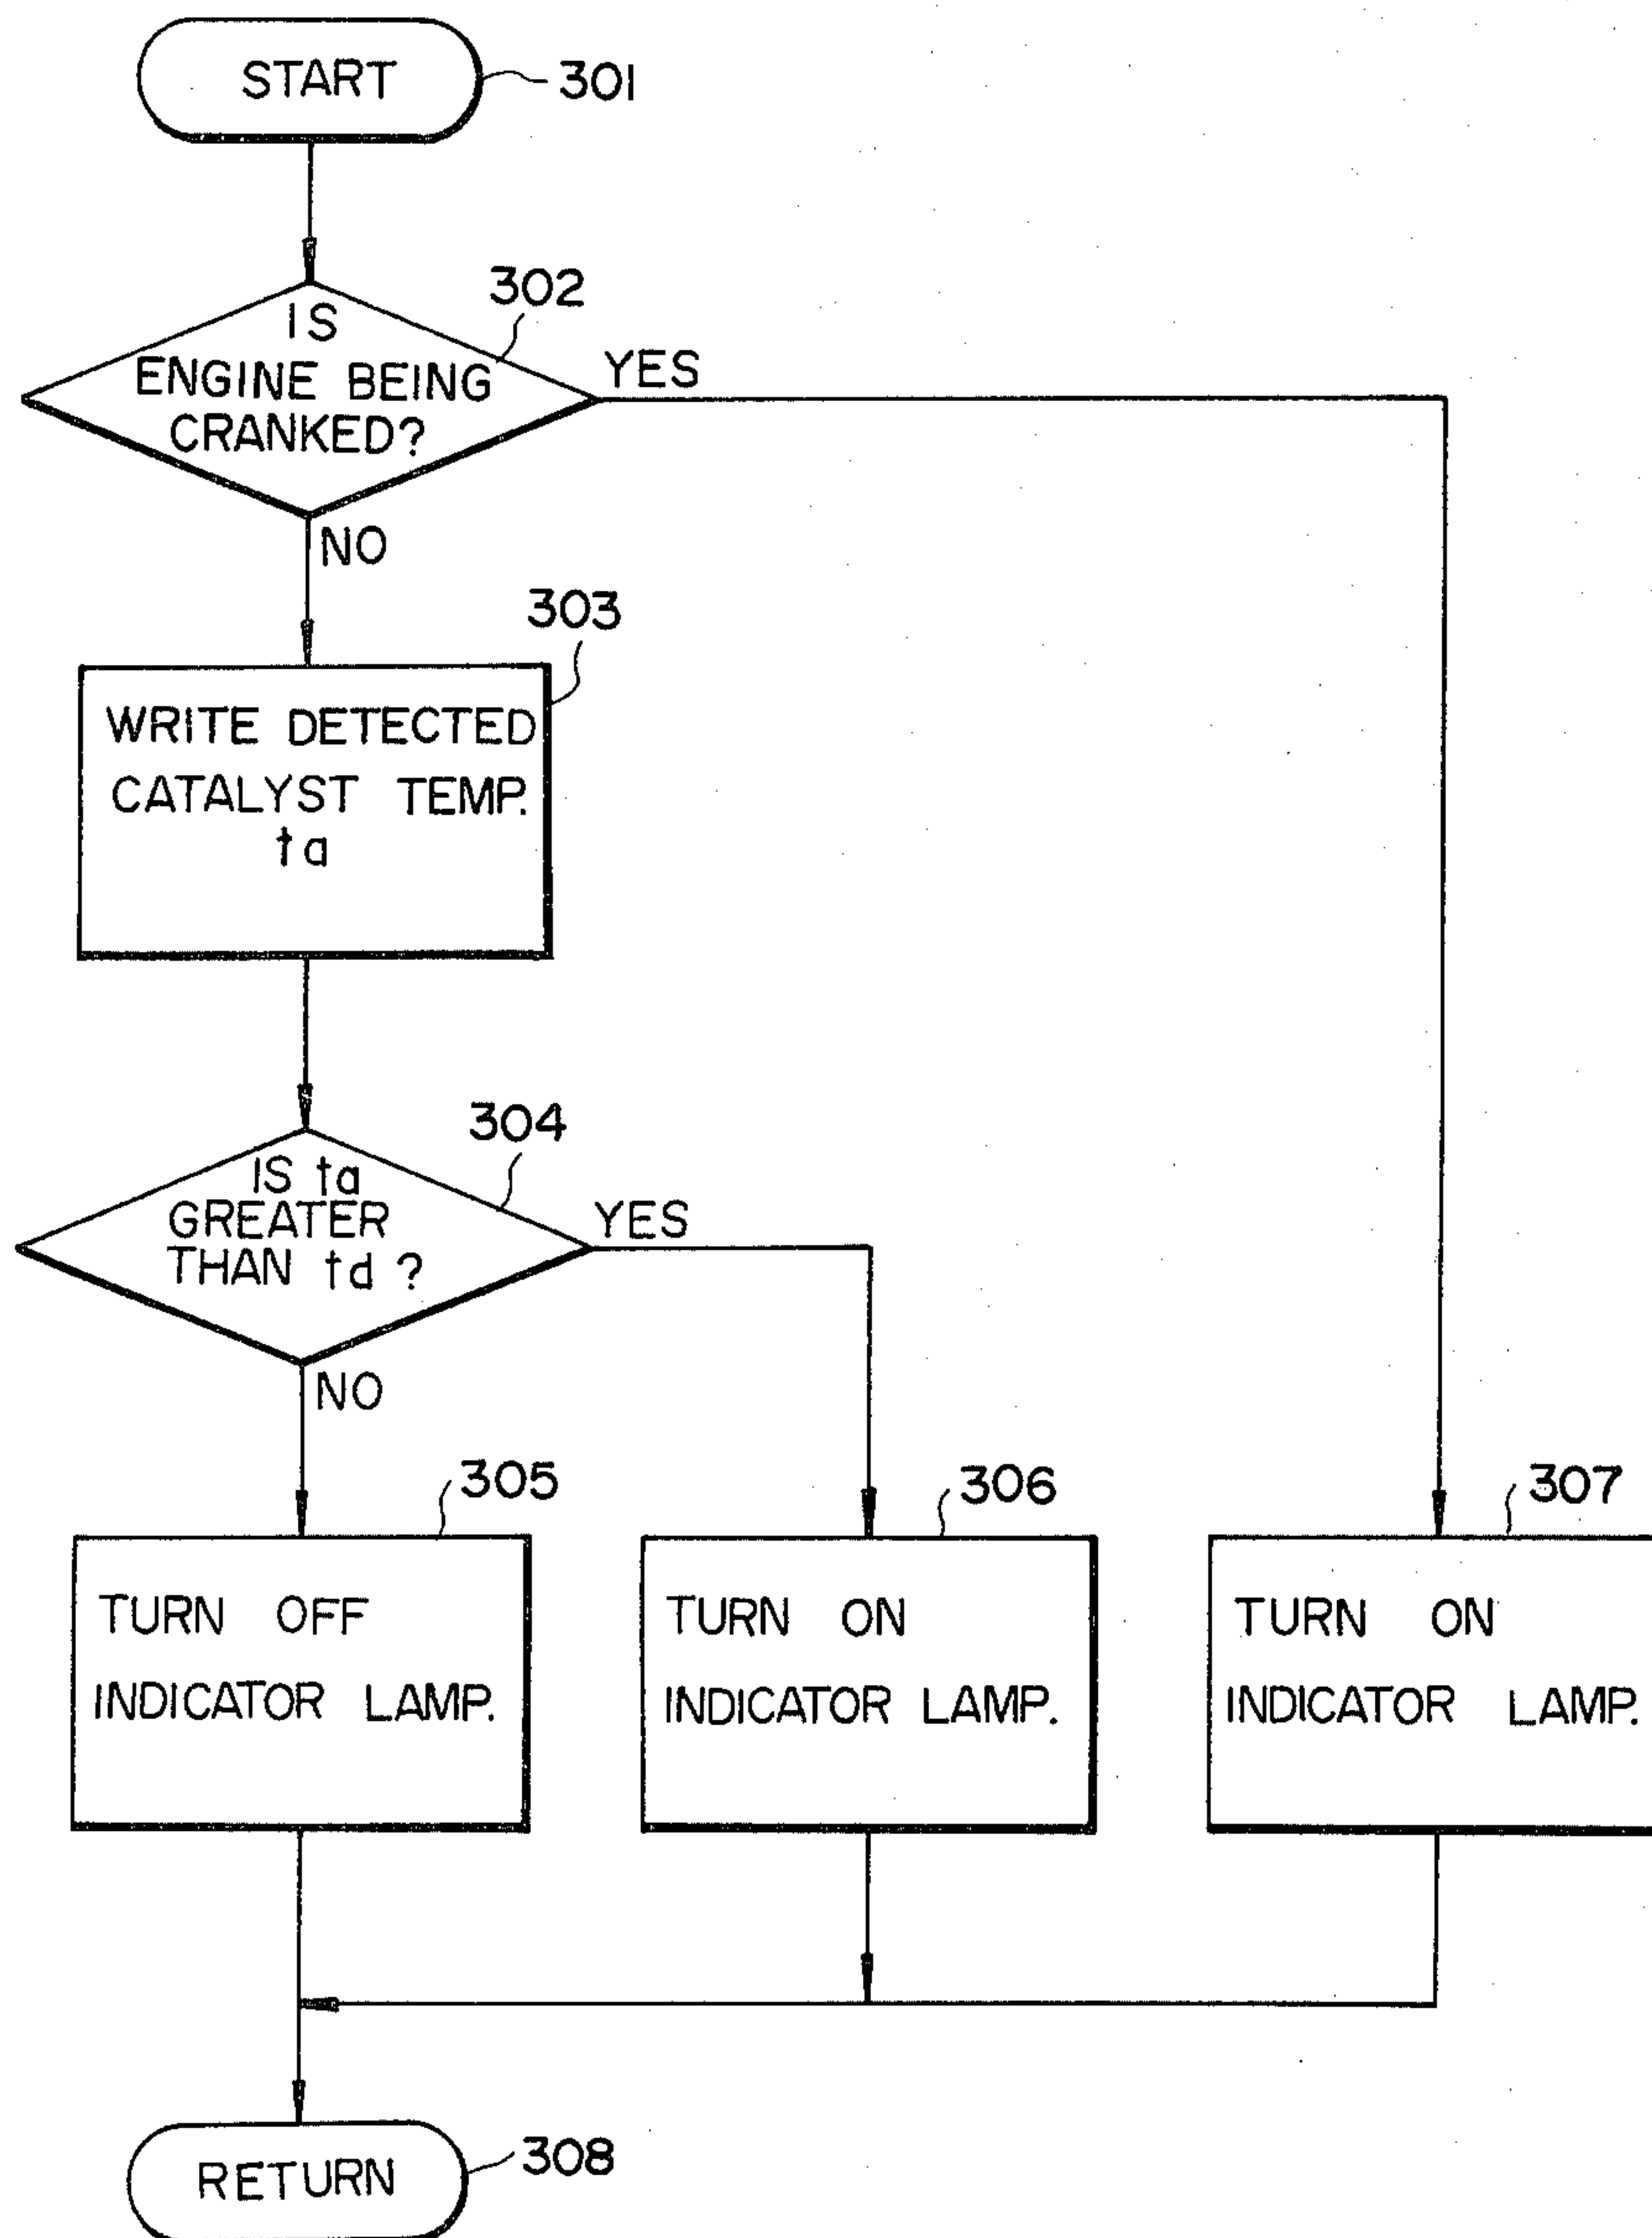 START
301
302
IS
ENGINE BEING
CRANKED?
YES
NO
303
WRITE DETECTED
CATALYST TEMP.
ta
304
IS ta
GREATER
THAN td ?
YES
NO
305
TURN OFF
INDICATOR LAMP.
306
TURN ON
INDICATOR LAMP.
307
TURN ON
INDICATOR LAMP.
RETURN
308